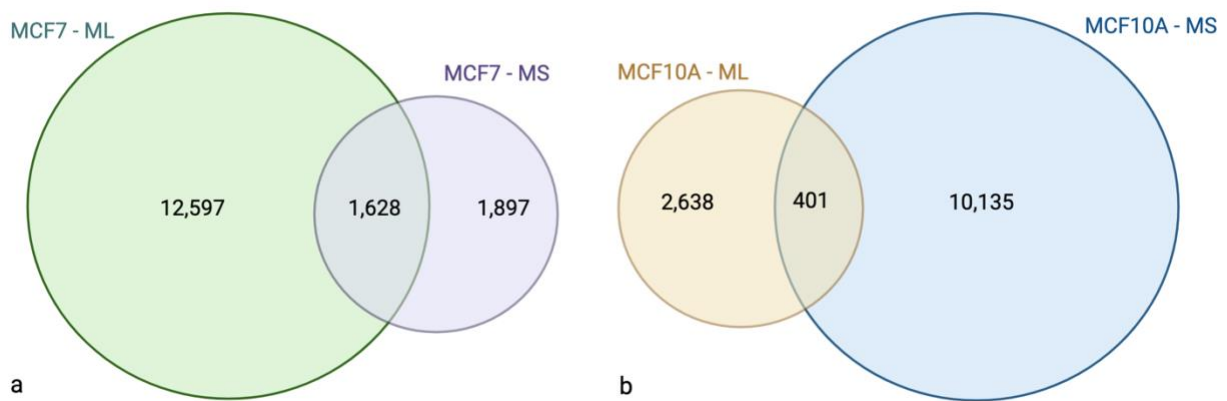 MCF7 - ML
MCF7 - MS
12,597
1,628
1,897
a
MCF10A - ML
MCF10A - MS
2,638
401
10,135
b